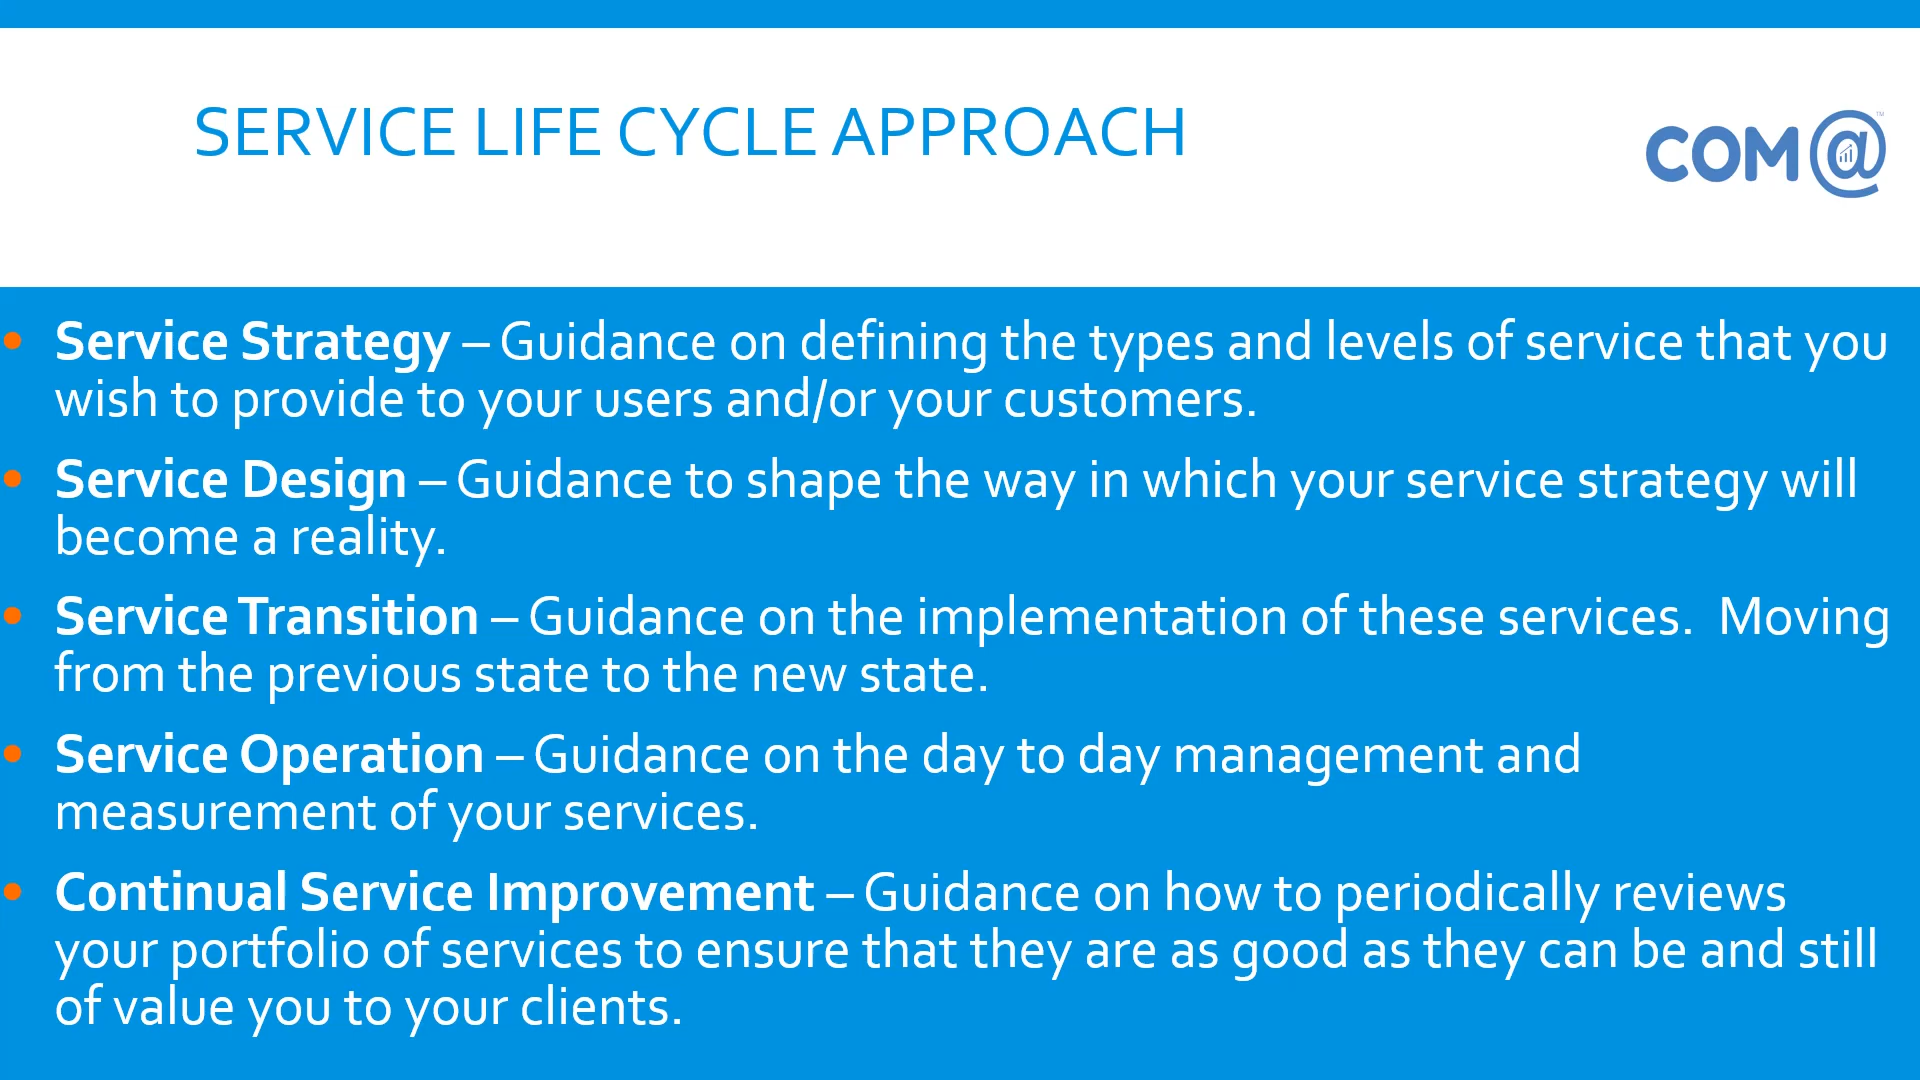 SERVICE LIFE CYCLE APPROACH
COM@™
• Service Strategy – Guidance on defining the types and levels of service that you
wish to provide to your users and/or your customers.
• Service Design – Guidance to shape the way in which your service strategy will
become a reality.
• Service Transition – Guidance on the implementation of these services.  Moving
from the previous state to the new state.
• Service Operation – Guidance on the day to day management and
measurement of your services.
• Continual Service Improvement – Guidance on how to periodically reviews
your portfolio of services to ensure that they are as good as they can be and still
of value you to your clients.